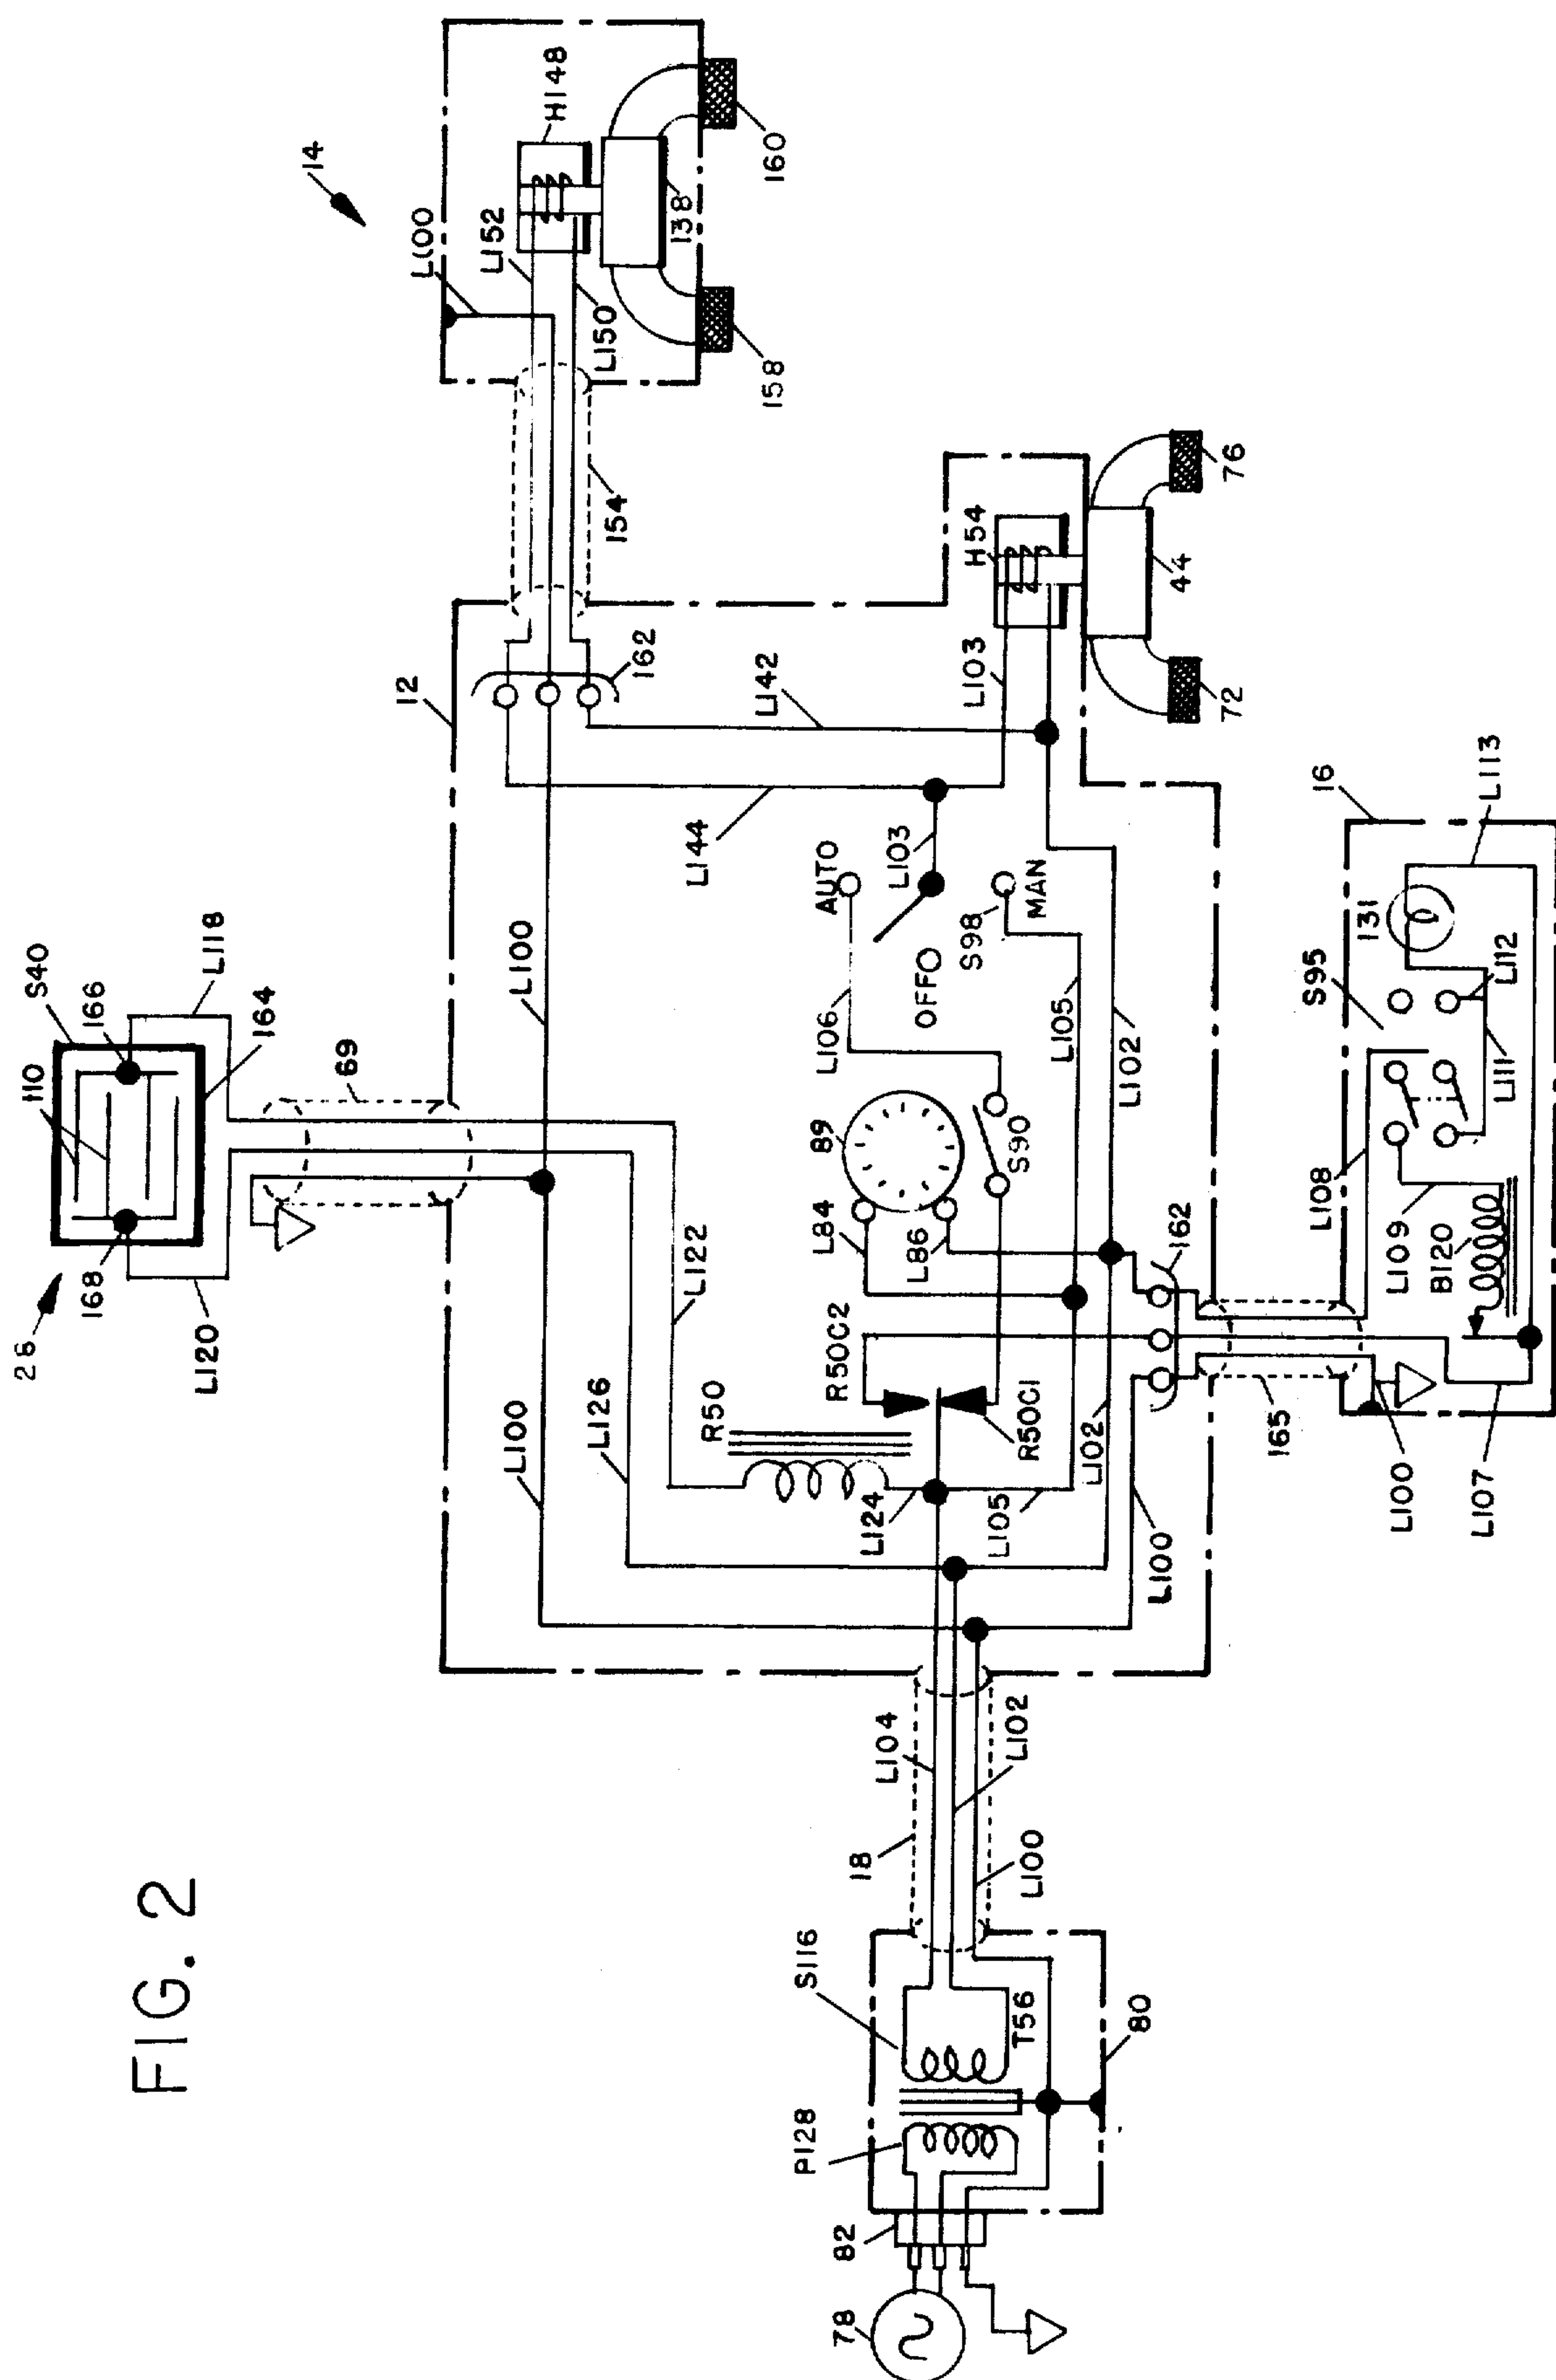 FIG. 2
28
168
110
S40
166
L118
164
L120
69
12
14
L100
L152
H148
L150
138
160
158
154
162
L142
L144
L103
H54
44
76
72
L100
L100
L126
L122
R50
R50C2
R50C1
L124
L105
L102
L100
L84
L86
89
S90
L106
AUTO
OFF
MAN
S98
L103
L105
L102
162
165
L100
L107
L108
L109
B120
S95
L111
L112
131
16
L113
18
L104
L102
L100
S116
T56
80
P128
82
78